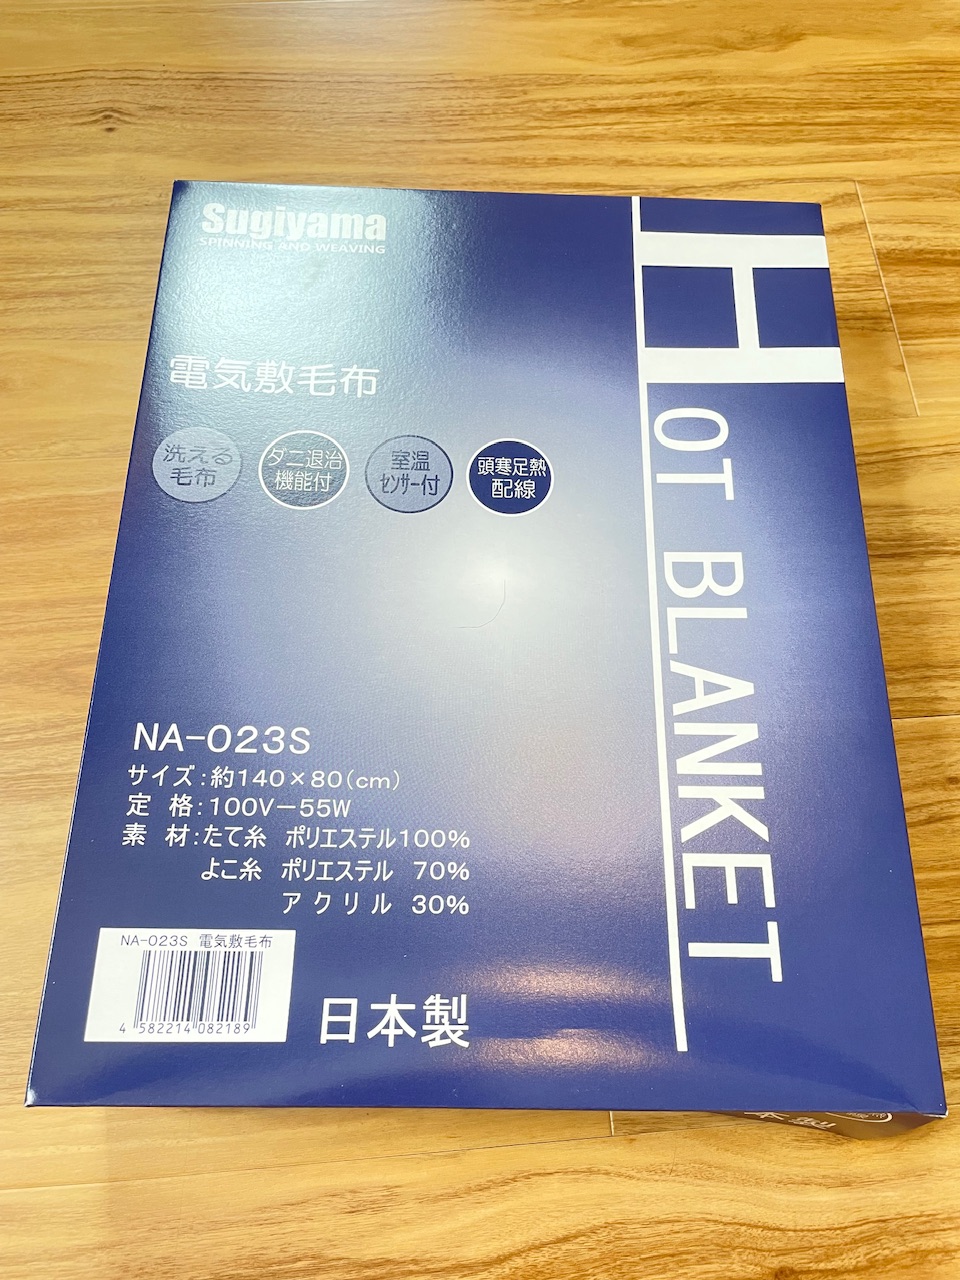 Sugiyama
SPINNING AND WEAVING
電気敷毛布
洗える
毛布
ダニ退治
機能付
室温
センサー付
頭寒足熱
配線
HOT BLANKET
NA-023S
サイズ:約140×80(cm)
定 格:100V-55W
素 材:たて糸 ポリエステル100%
よこ糸 ポリエステル 70%
アクリル 30%
NA-023S 電気敷毛布
4 582214 082189
日本製